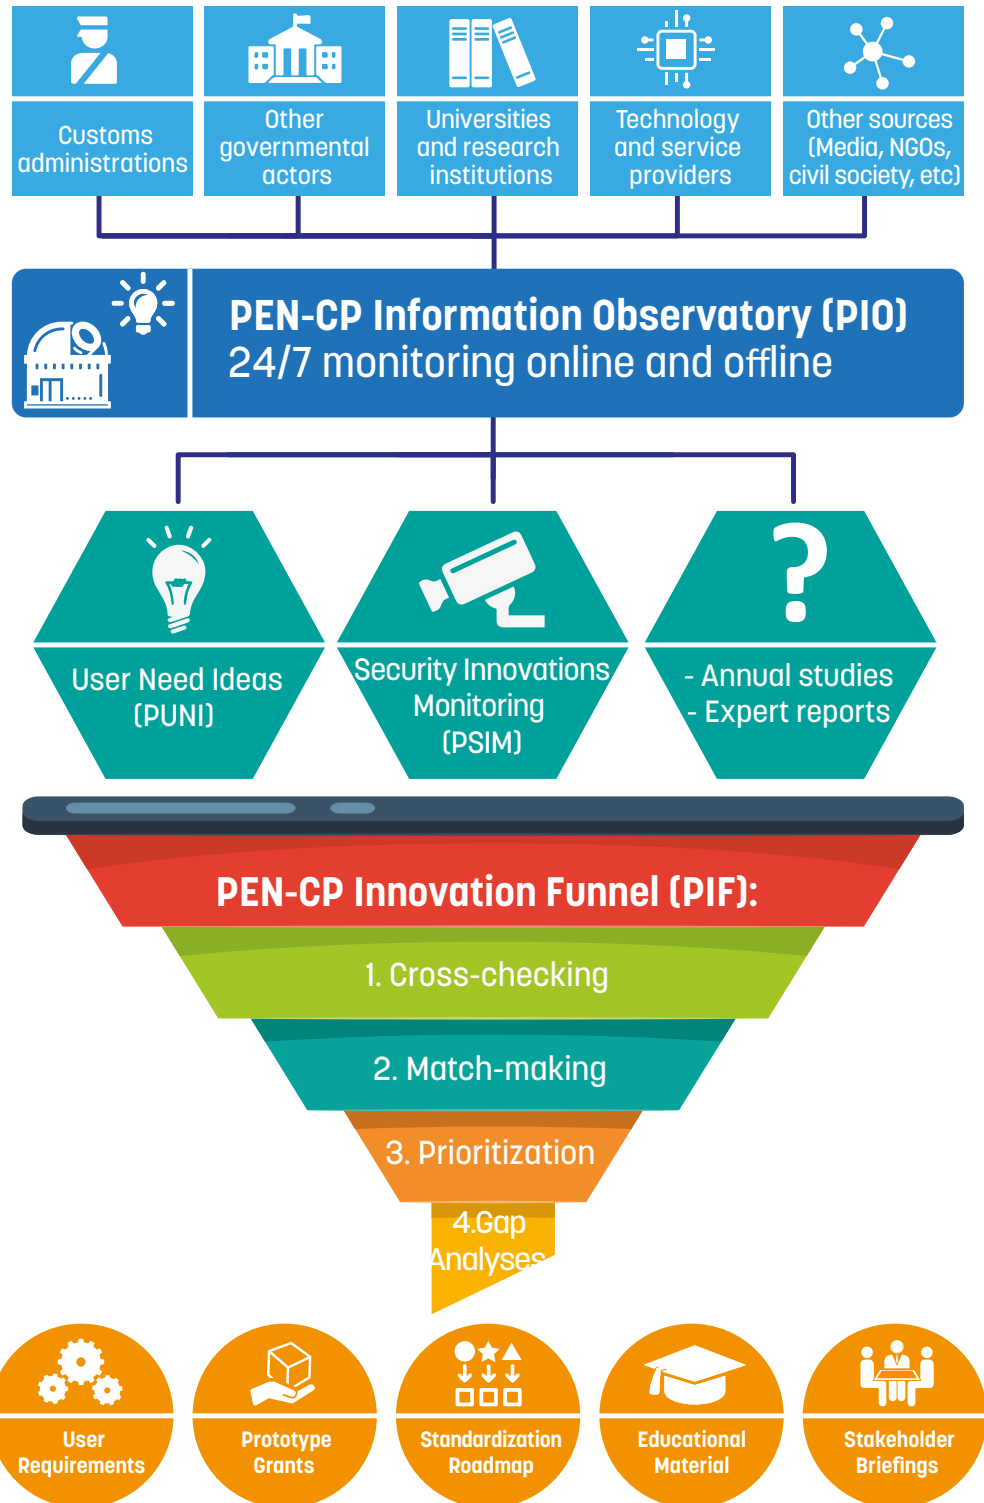 Customs
administrations
Other
governmental
actors
Universities
and research
institutions
Technology
and service
providers
Other sources
(Media, NGOs,
civil society, etc)
PEN-CP Information Observatory (PIO)
24/7 monitoring online and offline
User Need Ideas
(PUNI)
Security Innovations
Monitoring
(PSIM)
- Annual studies
- Expert reports
PEN-CP Innovation Funnel (PIF):
1. Cross-checking
2. Match-making
3. Prioritization
4.Gap
Analyses
User
Requirements
Prototype
Grants
Standardization
Roadmap
Educational
Material
Stakeholder
Briefings